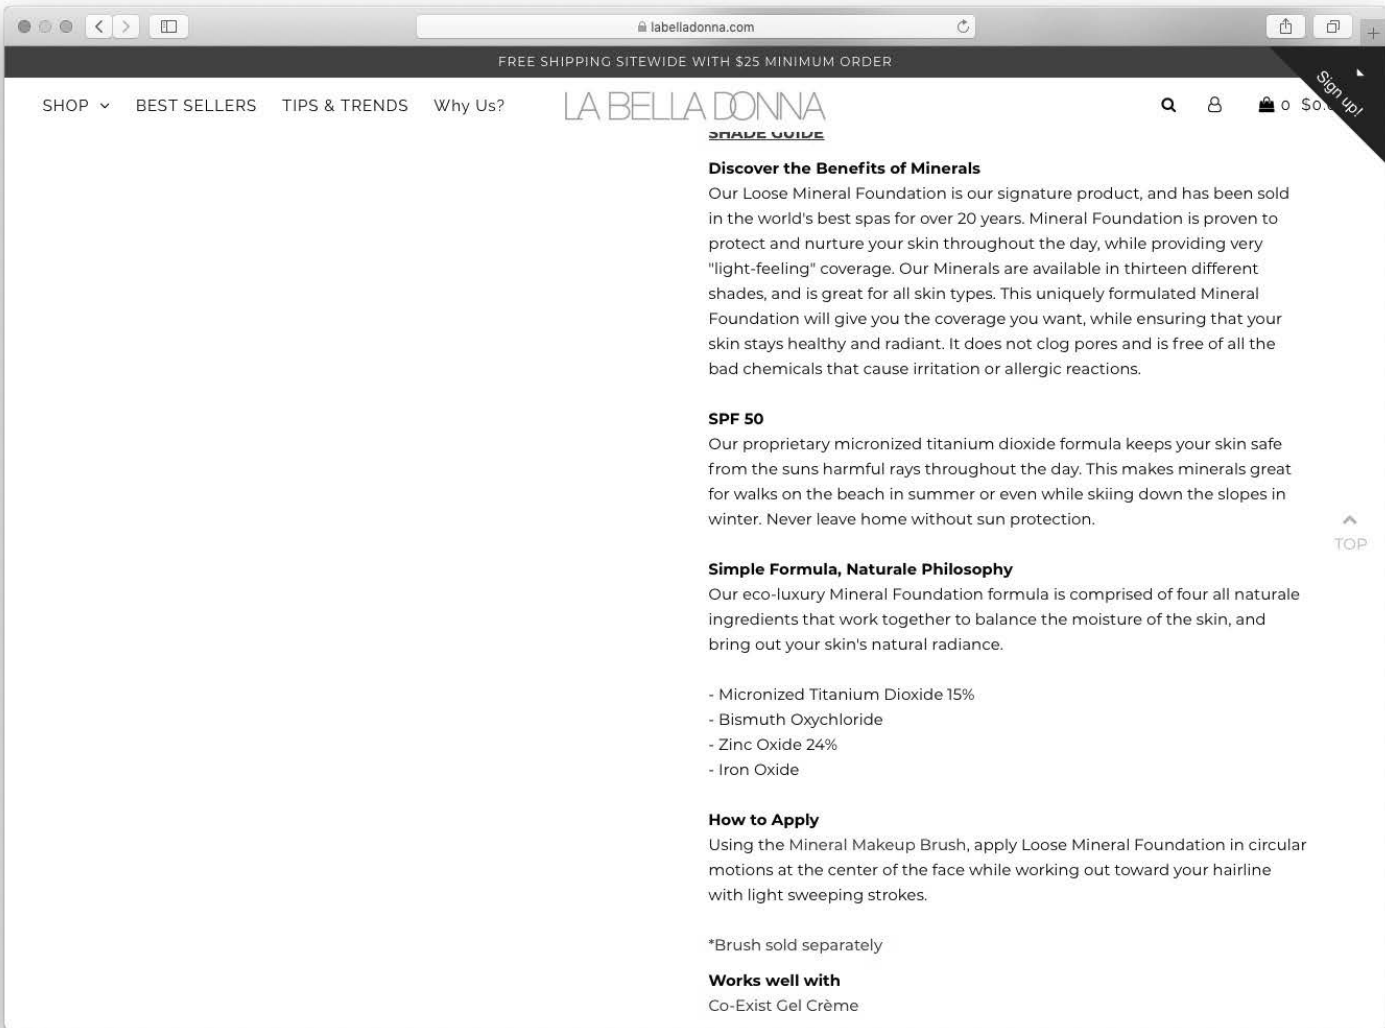 labelladonna.com
FREE SHIPPING SITEWIDE WITH $25 MINIMUM ORDER
Sign up!
SHOP BEST SELLERS TIPS & TRENDS Why Us? LA BELLA DONNA 0
SHADE GUIDE
Discover the Benefits of Minerals
Our Loose Mineral Foundation is our signature product, and has been sold
in the world's best spas for over 20 years. Mineral Foundation is proven to
protect and nurture your skin throughout the day, while providing very
"light-feeling" coverage. Our Minerals are available in thirteen different
shades, and is great for all skin types. This uniquely formulated Mineral
Foundation will give you the coverage you want, while ensuring that your
skin stays healthy and radiant. It does not clog pores and is free of all the
bad chemicals that cause irritation or allergic reactions.
SPF 50
Our proprietary micronized titanium dioxide formula keeps your skin safe
from the suns harmful rays throughout the day. This makes minerals great
for walks on the beach in summer or even while skiing down the slopes in
winter. Never leave home without sun protection.
TOP
Simple Formula, Naturale Philosophy
Our eco-luxury Mineral Foundation formula is comprised of four all naturale
ingredients that work together to balance the moisture of the skin, and
bring out your skin's natural radiance.
- Micronized Titanium Dioxide 15%
- Bismuth Oxychloride
- Zinc Oxide 24%
- Iron Oxide
How to Apply
Using the Mineral Makeup Brush, apply Loose Mineral Foundation in circular
motions at the center of the face while working out toward your hairline
with light sweeping strokes.
*Brush sold separately
Works well with
Co-Exist Gel Crème